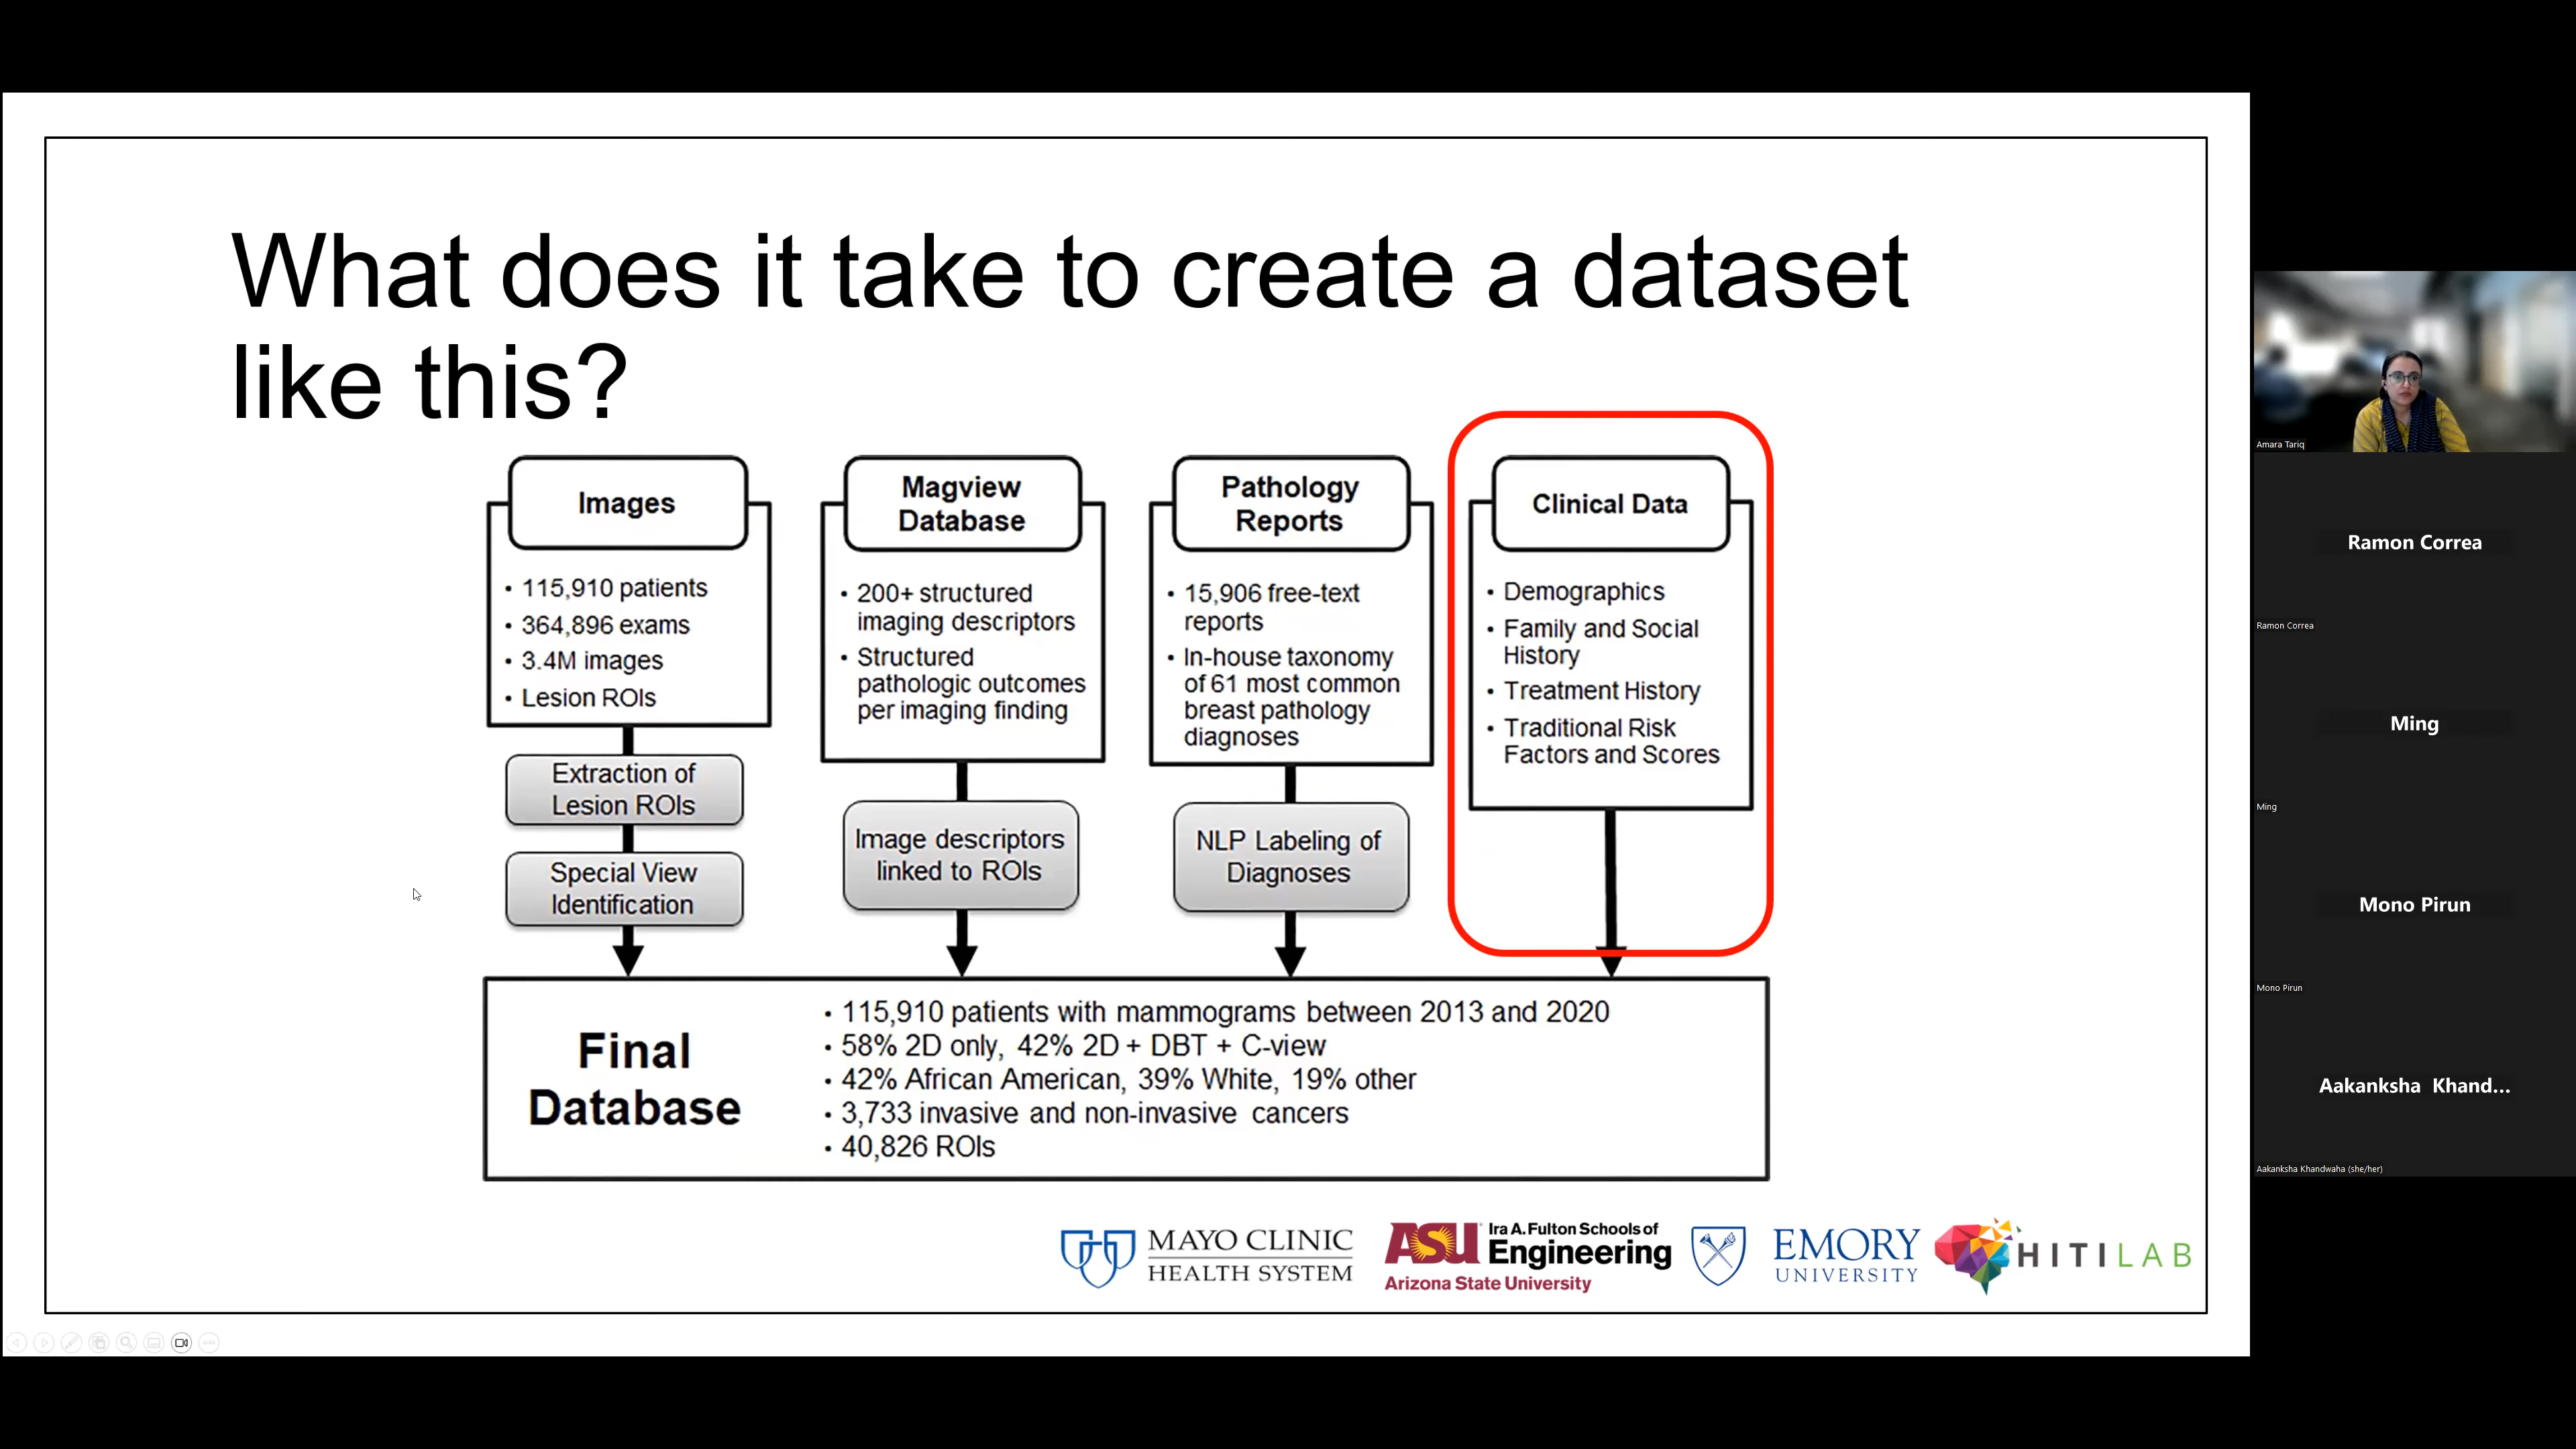 What does it take to create a dataset
like this?
Images
• 115,910 patients
• 364,896 exams
• 3.4M images
• Lesion ROIs
Extraction of
Lesion ROIs
Special View
Identification
Magview
Database
• 200+ structured
imaging descriptors
• Structured
pathologic outcomes
per imaging finding
Image descriptors
linked to ROIs
Pathology
Reports
• 15,906 free-text
reports
• In-house taxonomy
of 61 most common
breast pathology
diagnoses
NLP Labeling of
Diagnoses
Clinical Data
• Demographics
• Family and Social
History
• Treatment History
• Traditional Risk
Factors and Scores
Final
Database
• 115,910 patients with mammograms between 2013 and 2020
• 58% 2D only, 42% 2D + DBT + C-view
• 42% African American, 39% White, 19% other
• 3,733 invasive and non-invasive cancers
• 40,826 ROIs
MAYO CLINIC
HEALTH SYSTEM
ASU
Ira A. Fulton Schools of
Engineering
Arizona State University
EMORY
UNIVERSITY
HITILAB
Amara Tariq
Ramon Correa
Ramon Correa
Ming
Ming
Mono Pirun
Mono Pirun
Aakanksha Khand...
Aakanksha Khandwaha (she/her)